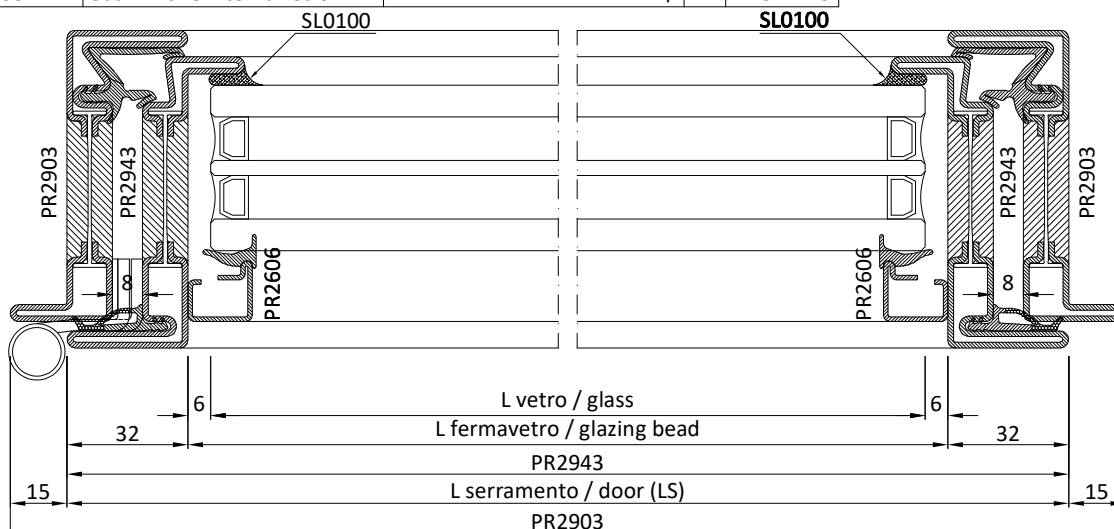 SL0100 SL0100
PR2903 PR2943 PR2606 PR2606 PR2943 PR2903
8 8
6 L vetro / glass 6
32 L fermavetro / glazing bead 32
PR2943
15 L serramento / door (LS) 15
PR2903